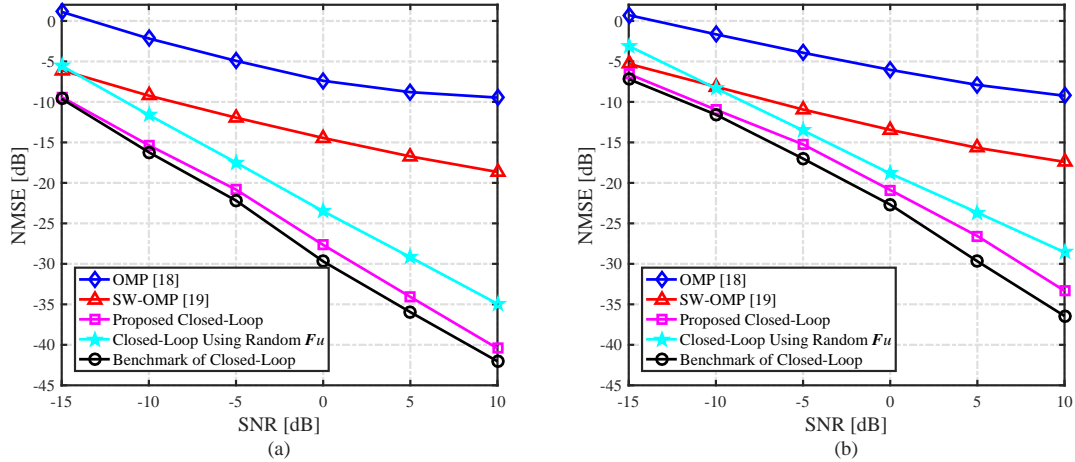 0
-5
-10
-15
-20
-25
-30
-35
-40
-45
NMSE [dB]
OMP [18]
SW-OMP [19]
Proposed Closed-Loop
Closed-Loop Using Random Fu
Benchmark of Closed-Loop
-15 -10 -5 0 5 10
SNR [dB]
(a)
0
-5
-10
-15
-20
-25
-30
-35
-40
-45
NMSE [dB]
OMP [18]
SW-OMP [19]
Proposed Closed-Loop
Closed-Loop Using Random Fu
Benchmark of Closed-Loop
-15 -10 -5 0 5 10
SNR [dB]
(b)